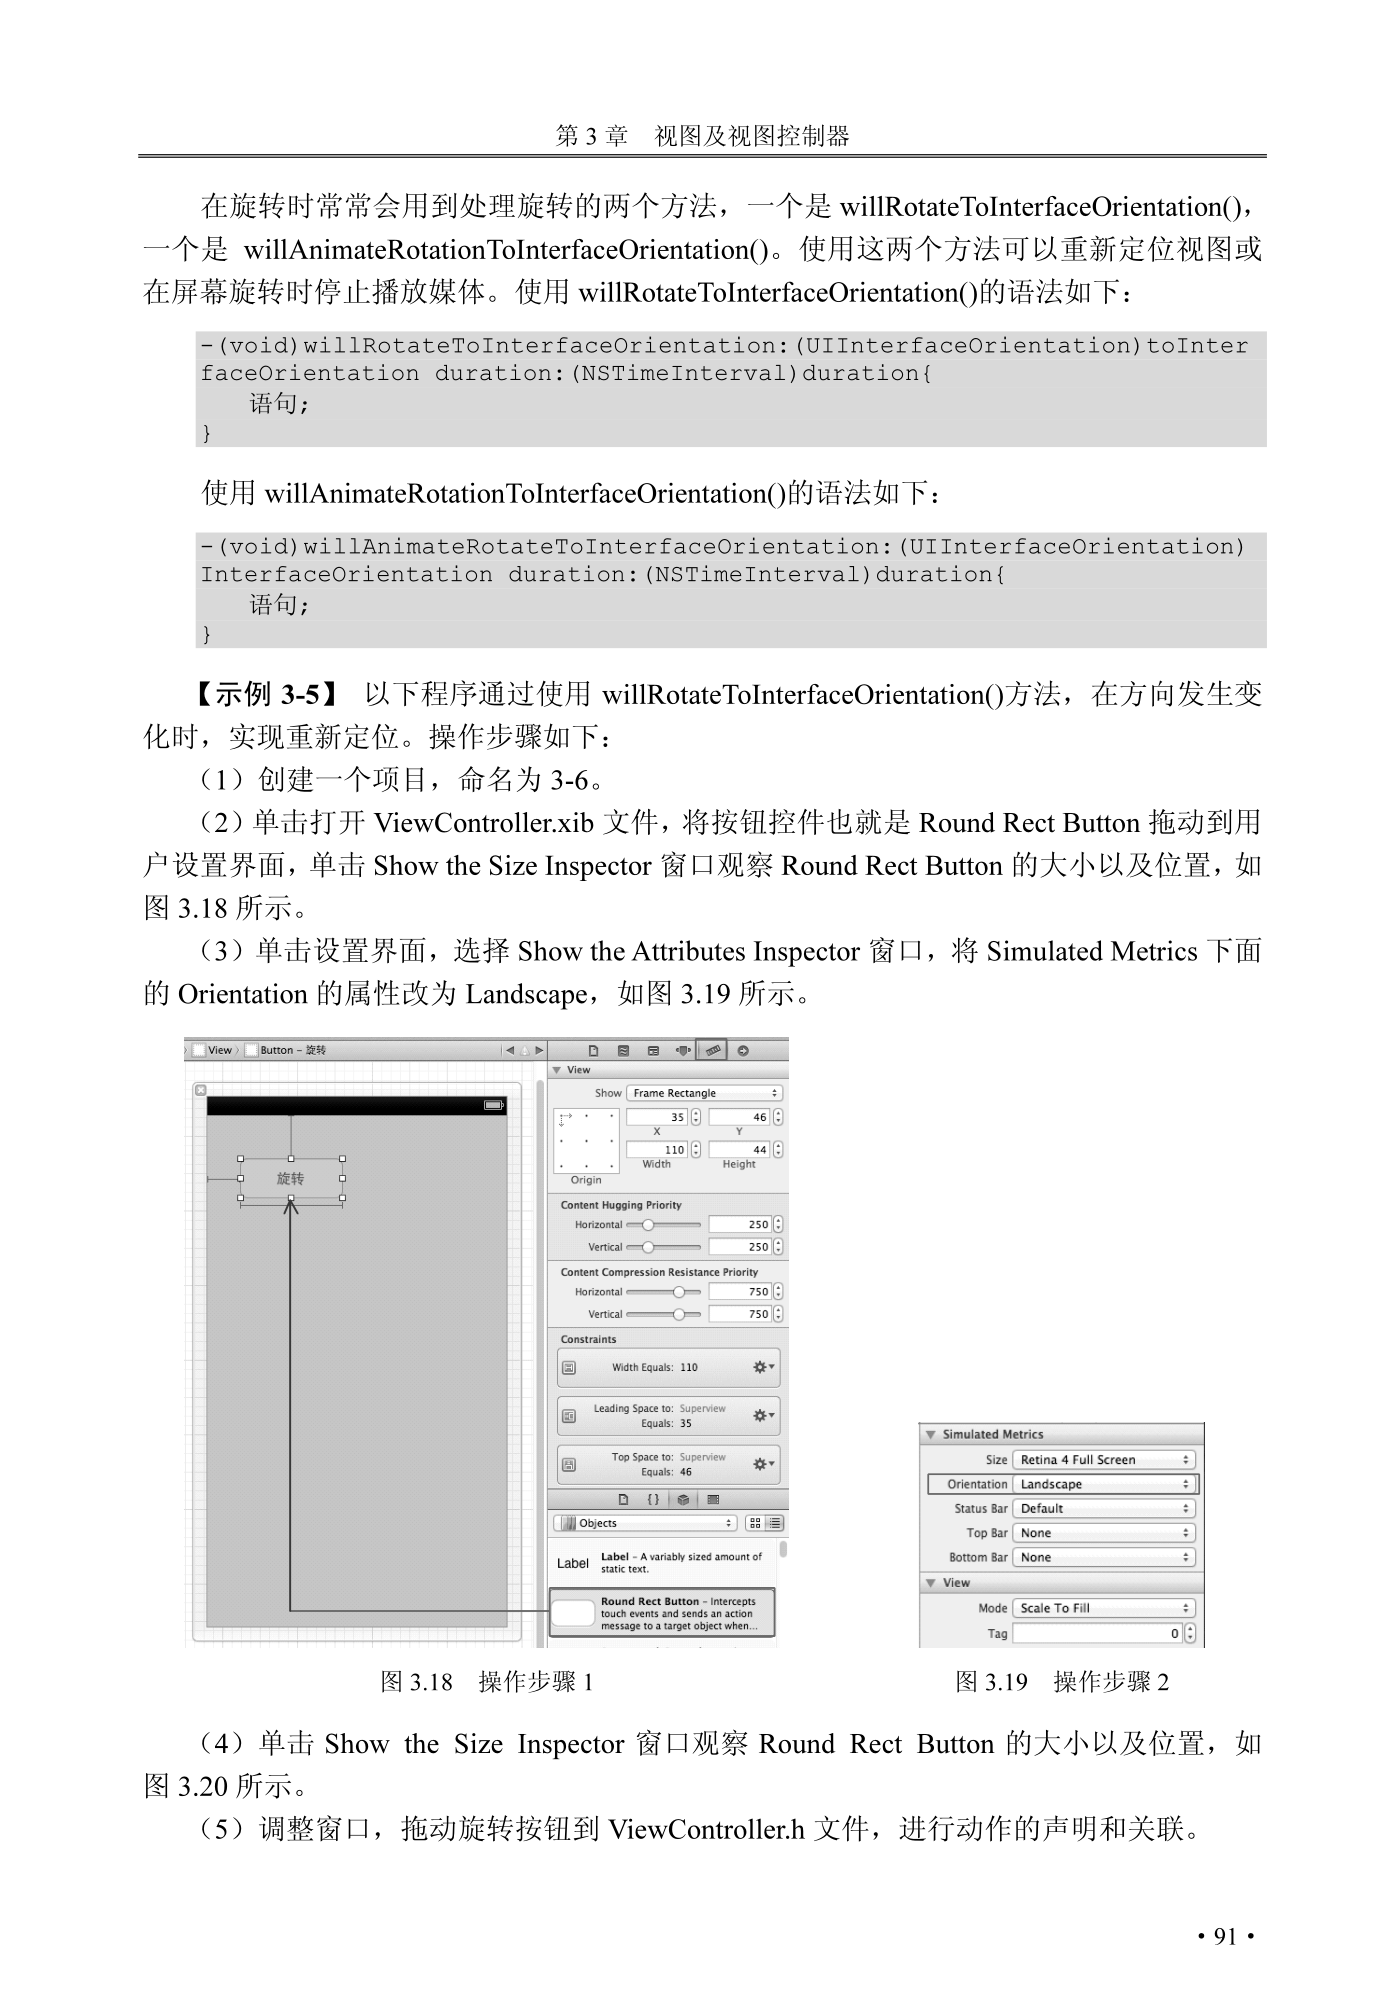 第 3 章　视图及视图控制器
在旋转时常常会用到处理旋转的两个方法，一个是 willRotateToInterfaceOrientation()，
一个是 willAnimateRotationToInterfaceOrientation()。使用这两个方法可以重新定位视图或
在屏幕旋转时停止播放媒体。使用 willRotateToInterfaceOrientation()的语法如下：
-(void)willRotateToInterfaceOrientation:(UIInterfaceOrientation)toInter
faceOrientation duration:(NSTimeInterval)duration{
语句;
}
使用 willAnimateRotationToInterfaceOrientation()的语法如下：
-(void)willAnimateRotateToInterfaceOrientation:(UIInterfaceOrientation)
InterfaceOrientation duration:(NSTimeInterval)duration{
语句;
}
【示例 3-5】 以下程序通过使用 willRotateToInterfaceOrientation()方法，在方向发生变
化时，实现重新定位。操作步骤如下：
（1）创建一个项目，命名为 3-6。
（2）单击打开 ViewController.xib 文件，将按钮控件也就是 Round Rect Button 拖动到用
户设置界面，单击 Show the Size Inspector 窗口观察 Round Rect Button 的大小以及位置，如
图 3.18 所示。
（3）单击设置界面，选择 Show the Attributes Inspector 窗口，将 Simulated Metrics 下面
的 Orientation 的属性改为 Landscape，如图 3.19 所示。
View Button - 旋转
旋转
View
Show Frame Rectangle
35 46
X Y
110 44
Width Height
Origin
Content Hugging Priority
Horizontal 250
Vertical 250
Content Compression Resistance Priority
Horizontal 750
Vertical 750
Constraints
Width Equals: 110
Leading Space to: Superview
Equals: 35
Top Space to: Superview
Equals: 46
{}
Objects
Label
Label - A variably sized amount of
static text.
Round Rect Button - Intercepts
touch events and sends an action
message to a target object when...
Simulated Metrics
Size Retina 4 Full Screen
Orientation Landscape
Status Bar Default
Top Bar None
Bottom Bar None
View
Mode Scale To Fill
Tag 0
图 3.18　操作步骤 1
图 3.19　操作步骤 2
（4）单击 Show the Size Inspector 窗口观察 Round Rect Button 的大小以及位置，如
图 3.20 所示。
（5）调整窗口，拖动旋转按钮到 ViewController.h 文件，进行动作的声明和关联。
• 91 •